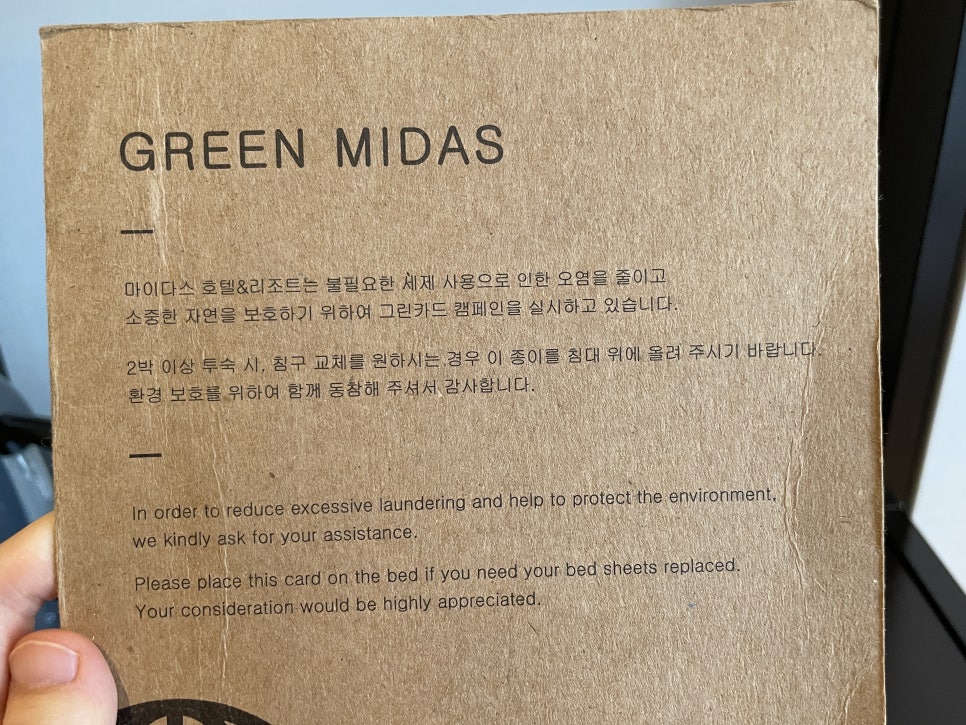 GREEN MIDAS
마이다스 호텔&리조트는 불필요한 세제 사용으로 인한 오염을 줄이고
소중한 자연을 보호하기 위하여 그린카드 캠페인을 실시하고 있습니다.
2박 이상 투숙 시, 침구 교체를 원하시는 경우 이 종이를 침대 위에 올려 주시기 바랍니다.
환경 보호를 위하여 함께 동참해 주셔서 감사합니다.
In order to reduce excessive laundering and help to protect the environment,
we kindly ask for your assistance.
Please place this card on the bed if you need your bed sheets replaced.
Your consideration would be highly appreciated.